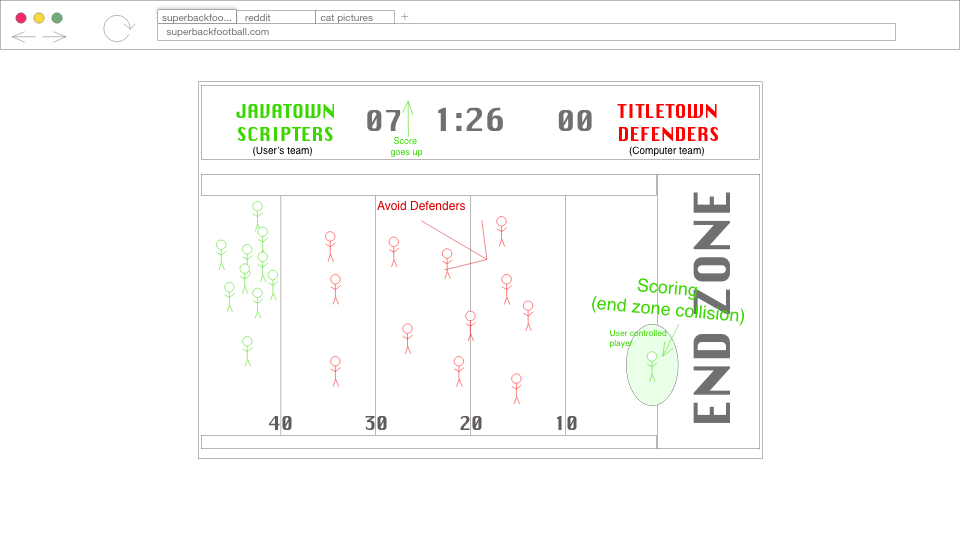 superbackfoo...
reddit
cat pictures
+
superbackfootball.com
JAVATOWN
SCRIPTERS
(User's team)
07
Score
goes up
1:26
00
TITLETOWN
DEFENDERS
(Computer team)
Avoid Defenders
END ZONE
Scoring
(end zone collision)
User controlled
player
40
30
20
10